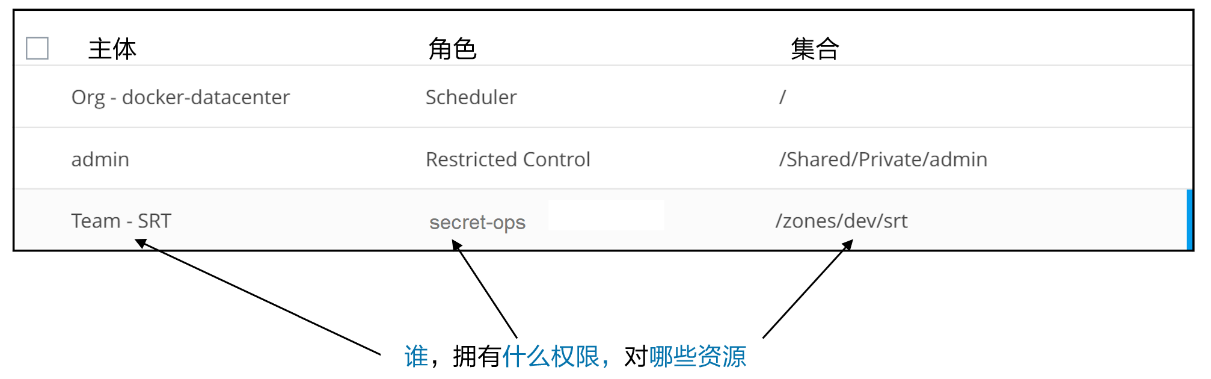 主体 角色 集合
Org - docker-datacenter Scheduler /
admin Restricted Control /Shared/Private/admin
Team - SRT secret-ops /zones/dev/srt
谁，拥有什么权限，对哪些资源